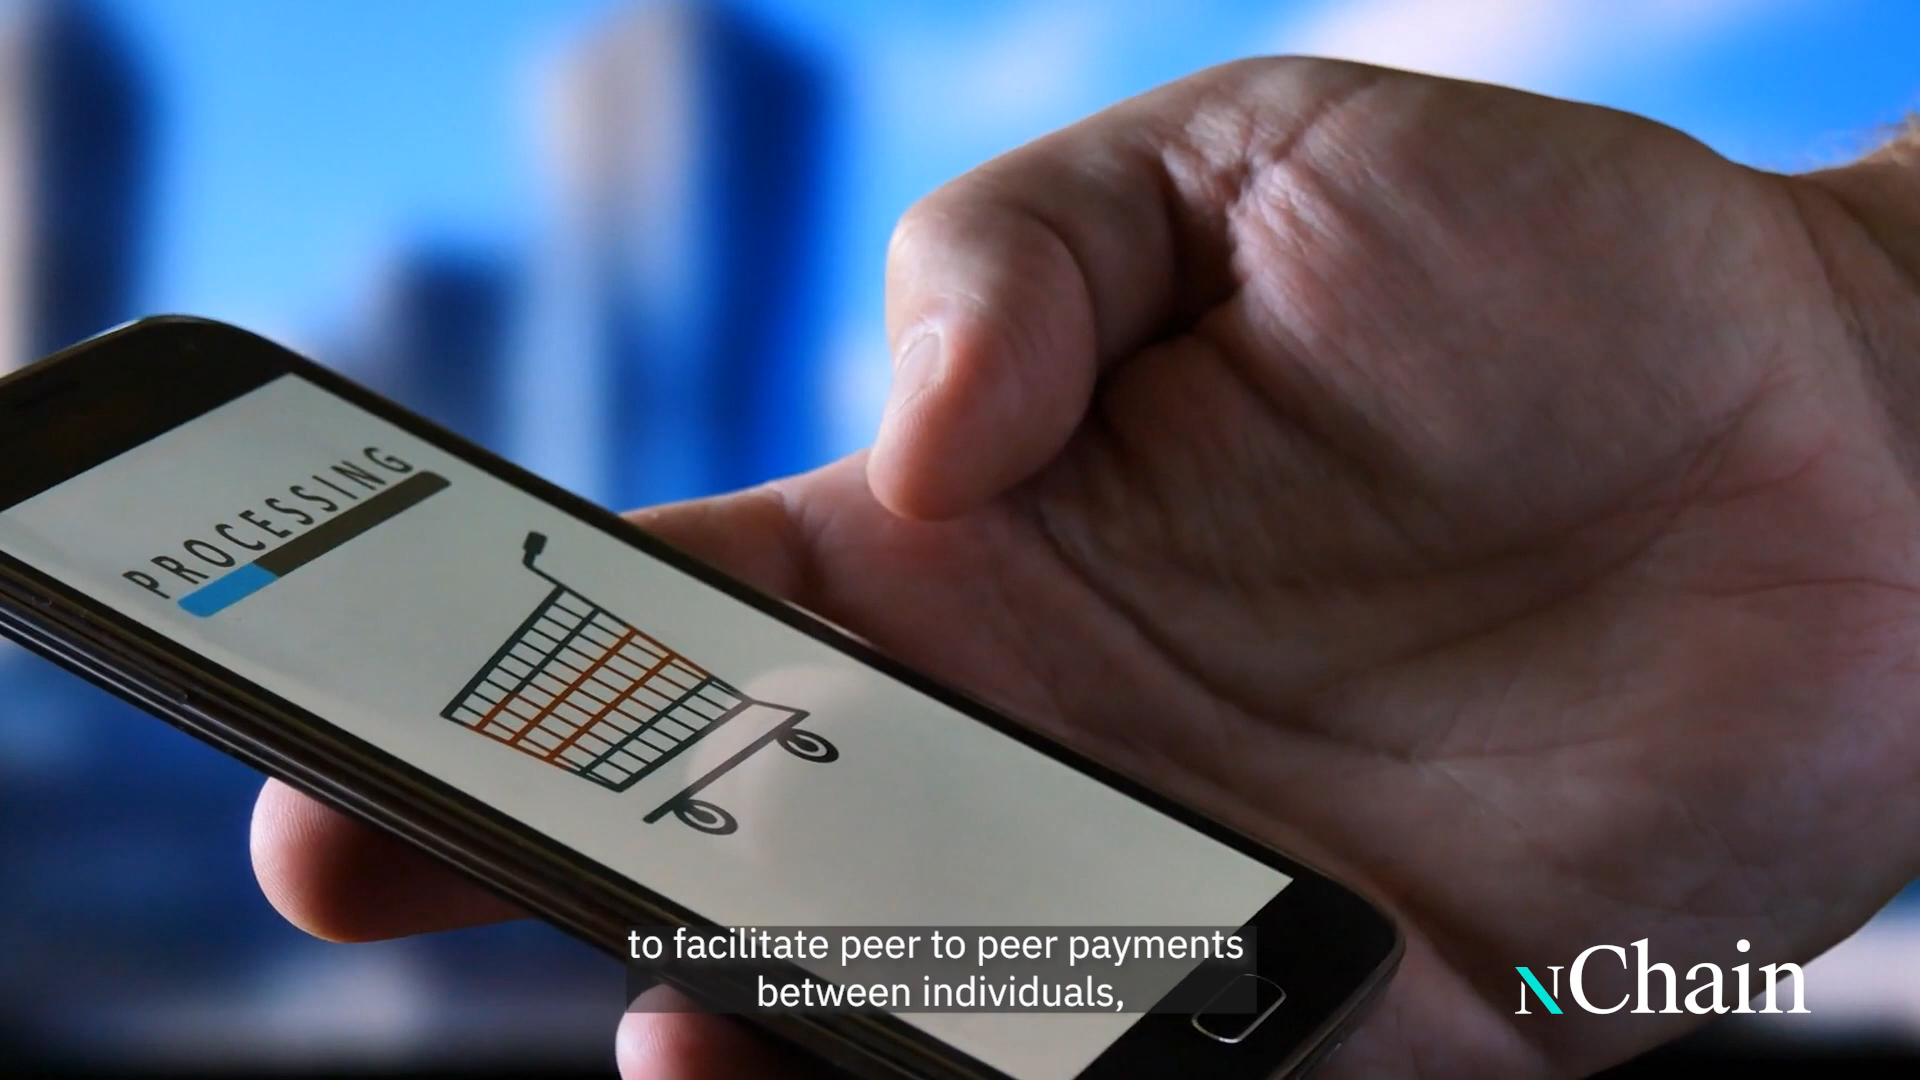 PROCESSING
to facilitate peer to peer payments
between individuals,
nChain